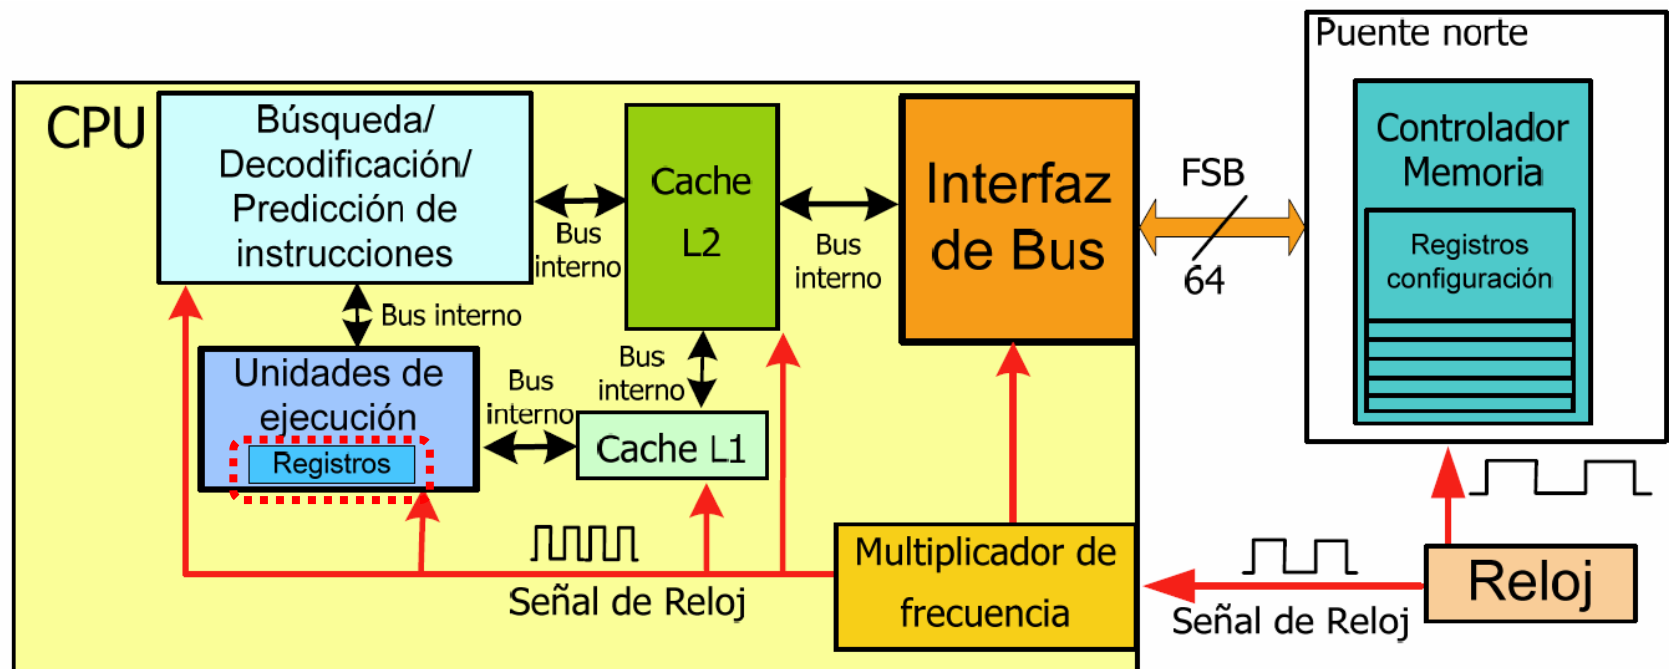 Puente norte
CPU
Búsqueda/
Decodificación/
Predicción de
instrucciones
Cache
L2
Interfaz
de Bus
FSB
64
Controlador
Memoria
Registros
configuración
Bus
interno
Bus
interno
Bus interno
Unidades de
ejecución
Registros
Bus
interno
Bus
interno
Cache L1
Multiplicador de
frecuencia
Señal de Reloj
Reloj
Señal de Reloj